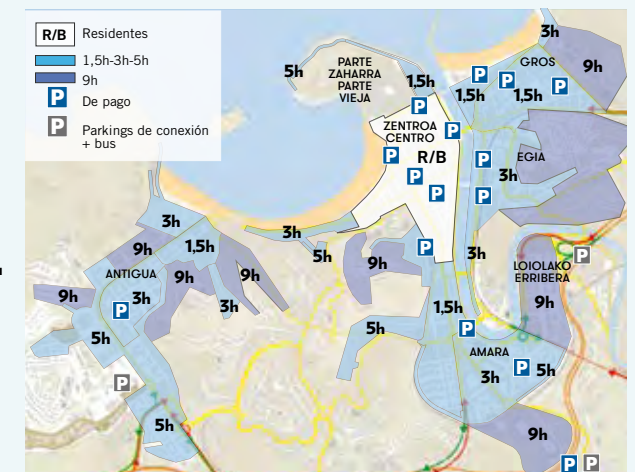 R/B Residentes
1,5h-3h-5h
9h
P De pago
P Parkings de conexión
+ bus
3h
GROS
9h
5h
PARTE
ZAHARRA
PARTE
VIEJA
1,5h
P
P
P
1,5h
1,5h
P
ZENTROA
CENTRO
P
R/B
P
P
P
P
P
EGIA
3h
3h
9h
1,5h
3h
5h
P
3h
LOIOLAKO
ERRIBERA
P
9h
ANTIGUA
9h
9h
9h
9h
3h
P
3h
5h
5h
1,5h
P
AMARA
3h
P
5h
P
5h
9h
P
P